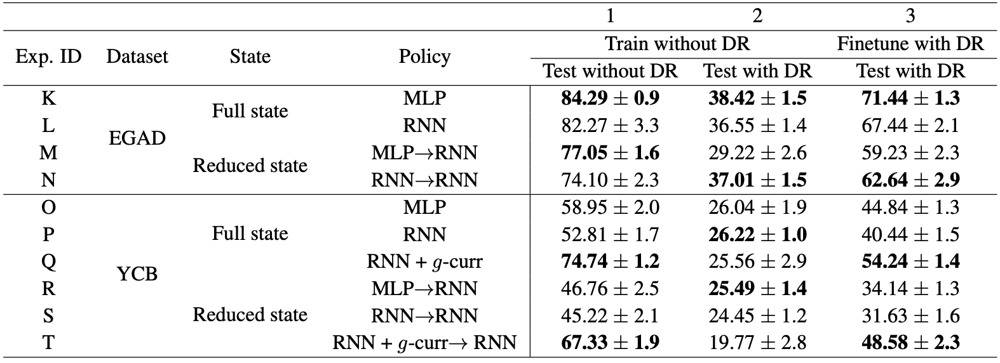 1 2 3
Train without DR Finetune with DR
Exp. ID Dataset State Policy
Test without DR Test with DR Test with DR
K MLP 84.29 ± 0.9 38.42 ± 1.5 71.44 ± 1.3
Full state
L RNN 82.27 ± 3.3 36.55 ± 1.4 67.44 ± 2.1
EGAD
M MLP→RNN 77.05 ± 1.6 29.22 ± 2.6 59.23 ± 2.3
Reduced state
N RNN→RNN 74.10 ± 2.3 37.01 ± 1.5 62.64 ± 2.9
O MLP 58.95 ± 2.0 26.04 ± 1.9 44.84 ± 1.3
P Full state RNN 52.81 ± 1.7 26.22 ± 1.0 40.44 ± 1.5
Q RNN + g-curr 74.74 ± 1.2 25.56 ± 2.9 54.24 ± 1.4
YCB
R MLP→RNN 46.76 ± 2.5 25.49 ± 1.4 34.14 ± 1.3
S Reduced state RNN→RNN 45.22 ± 2.1 24.45 ± 1.2 31.63 ± 1.6
T RNN + g-curr→ RNN 67.33 ± 1.9 19.77 ± 2.8 48.58 ± 2.3